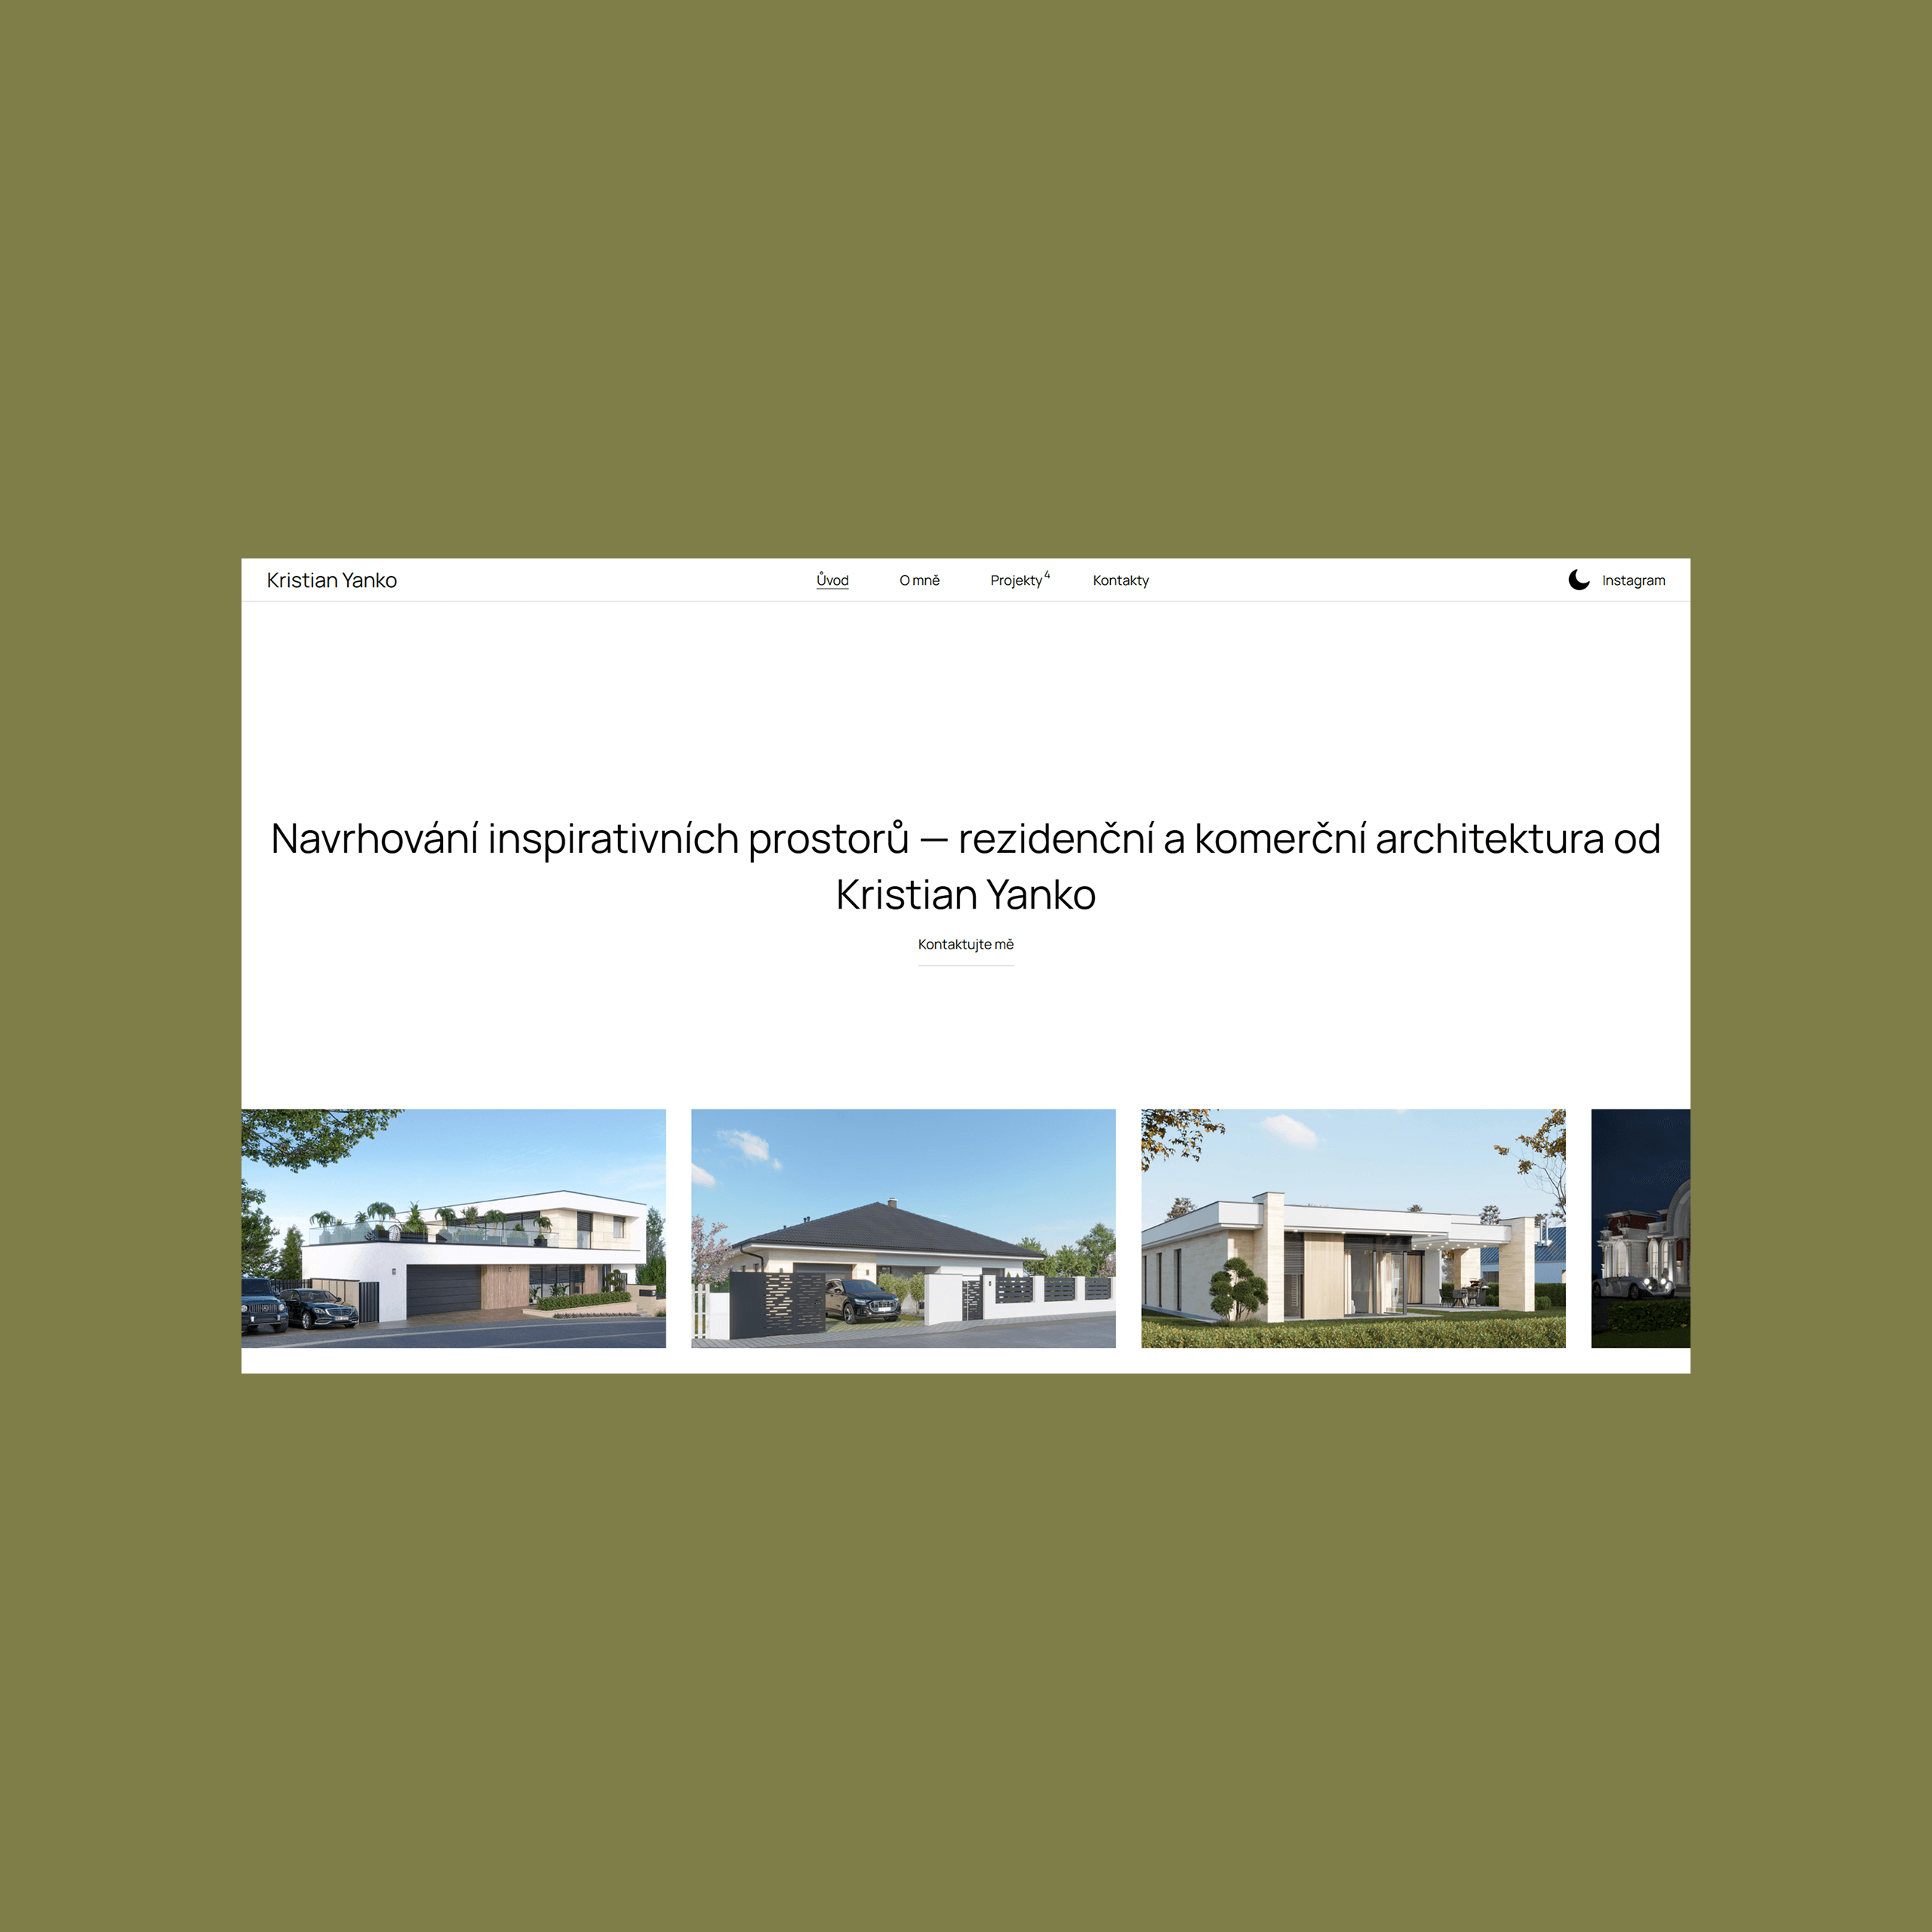 Kristian Yanko
Úvod
O mně
Projekty 4
Kontakty
Instagram
Navrhování inspirativních prostorů — rezidenční a komerční architektura od
Kristian Yanko
Kontaktujte mě